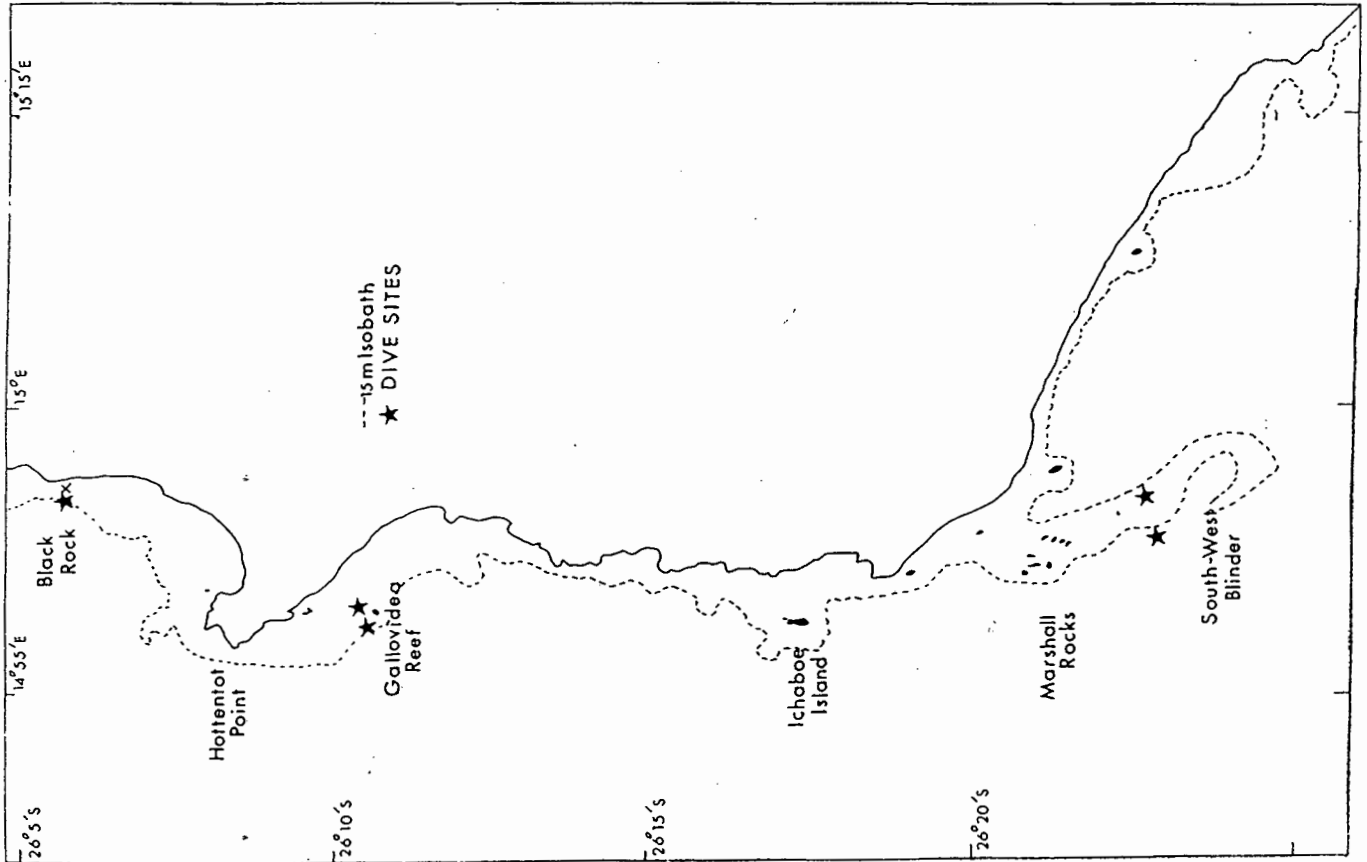 15°15'E
15°E
14°55'E
26°5'S
26°10'S
26°15'S
26°20'S
Black
Rock
Hottentot
Point
Gallovidea
Reef
---15m Isobath
★ DIVE SITES
Ichaboe
Island
Marshall
Rocks
South-West
Blinder